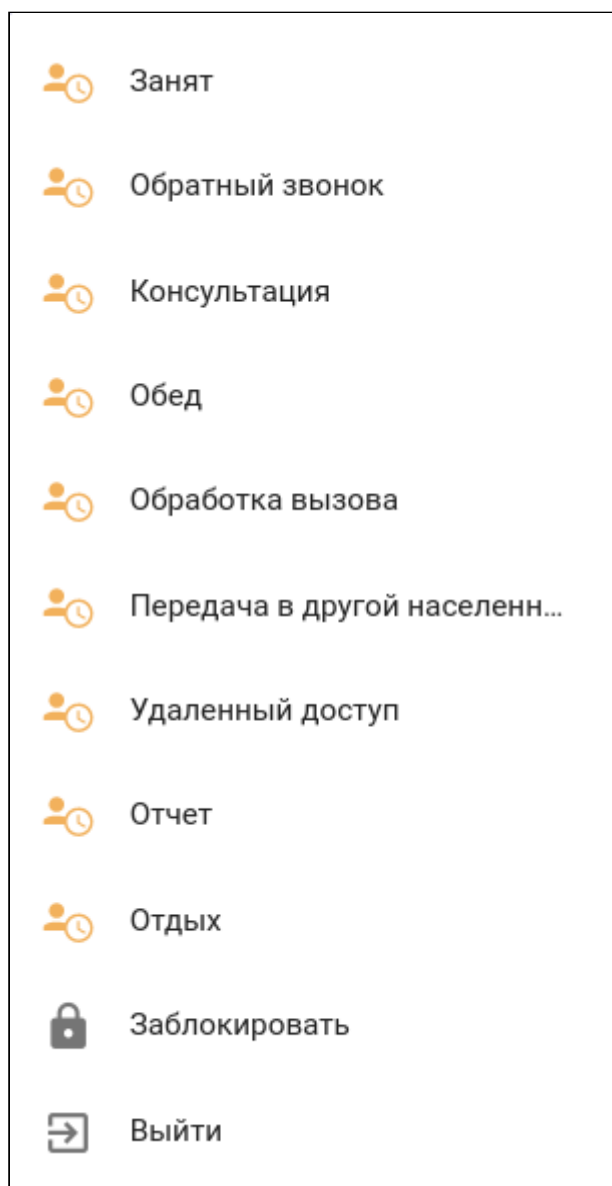 Занят
Обратный звонок
Консультация
Обед
Обработка вызова
Передача в другой населенн...
Удаленный доступ
Отчет
Отдых
Заблокировать
Выйти